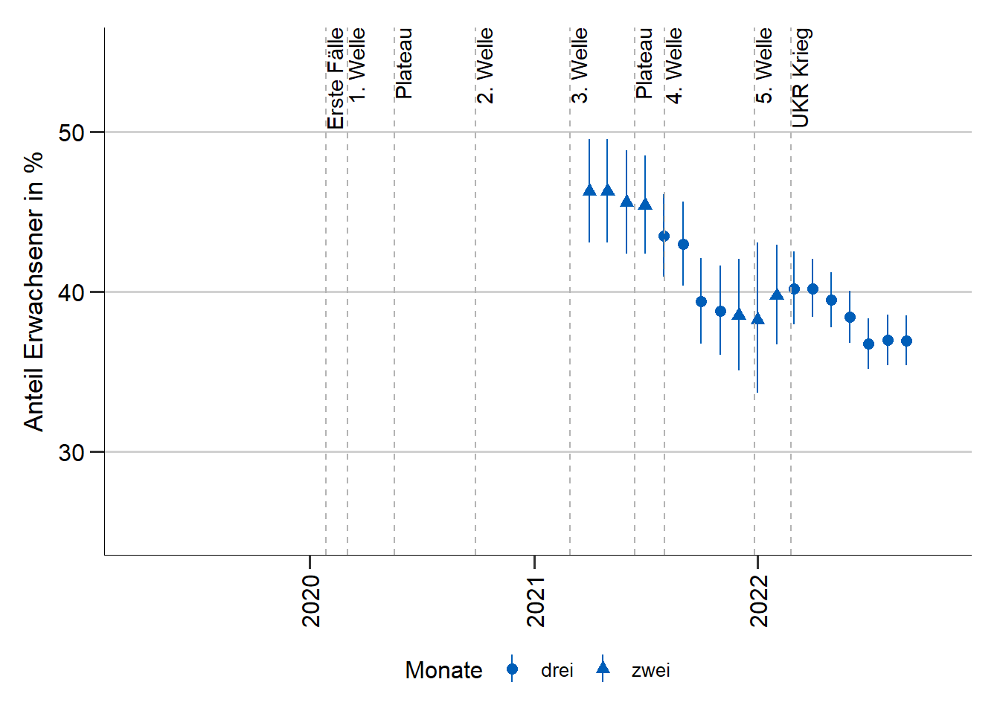 Erste Fälle
1. Welle
Plateau
2. Welle
3. Welle
Plateau
4. Welle
5. Welle
UKR Krieg
Anteil Erwachsener in %
50
40
30
2020
2021
2022
Monate drei zwei